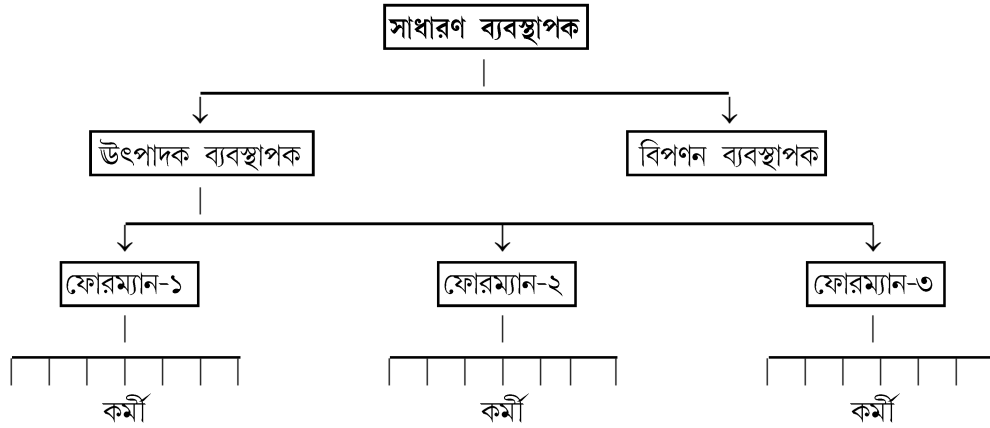 সাধারণ ব্যবস্থাপক
উৎপাদক ব্যবস্থাপক
বিপণন ব্যবস্থাপক
ফোরম্যান-১
ফোরম্যান-২
ফোরম্যান-৩
কর্মী
কর্মী
কর্মী